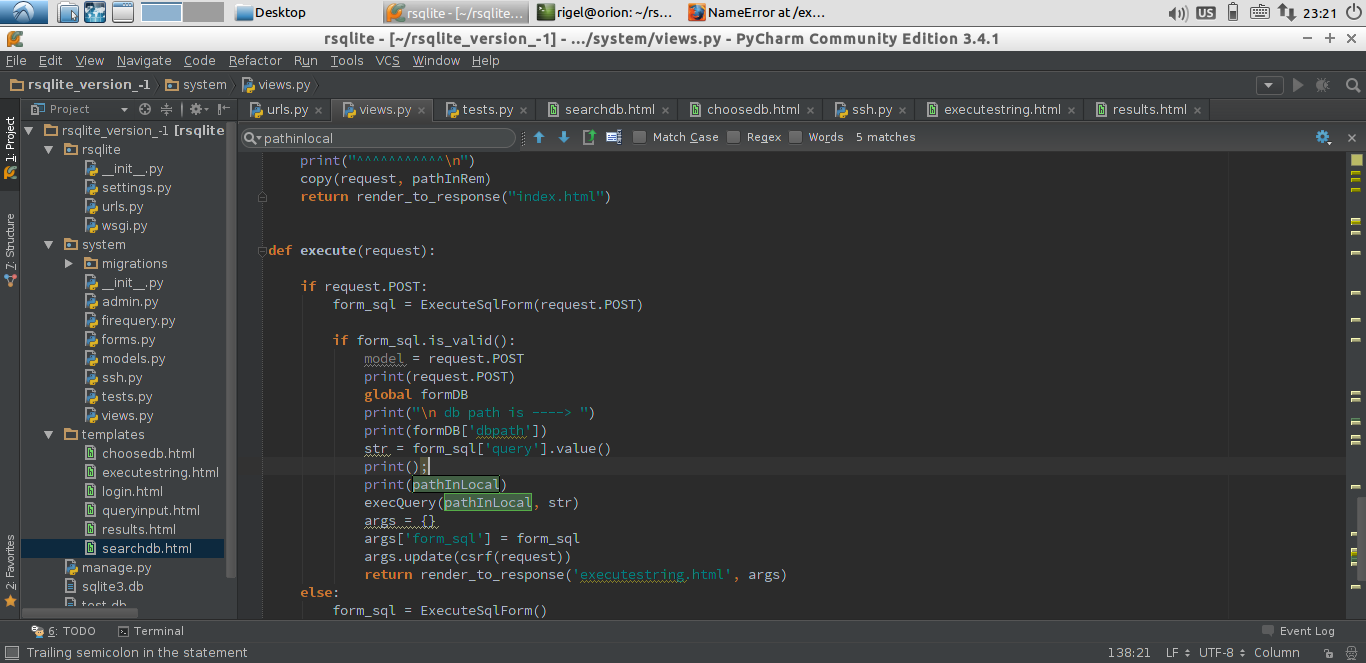 Desktop
rsqlite - [~/rsqlite...
rigel@orion: ~/rs...
NameError at /ex...
US
23:21
rsqlite - [~/rsqlite_version_-1] - .../system/views.py - PyCharm Community Edition 3.4.1
File Edit View Navigate Code Refactor Run Tools VCS Window Help
rsqlite_version_-1 system views.py
Project
urls.py views.py tests.py searchdb.html choosedb.html ssh.py executestring.html results.html
pathinlocal Match Case Regex Words 5 matches
1: Project
7: Structure
2: Favorites
rsqlite_version_-1 [rsqlite
rsqlite
__init__.py
settings.py
urls.py
wsgi.py
system
migrations
__init__.py
admin.py
firequery.py
forms.py
models.py
ssh.py
tests.py
views.py
templates
choosedb.html
executestring.html
login.html
queryinput.html
results.html
searchdb.html
manage.py
sqlite3.db
test.db
print("^^^^^^^^^^^\n")
copy(request, pathInRem)
return render_to_response("index.html")
def execute(request):
if request.POST:
form_sql = ExecuteSqlForm(request.POST)
if form_sql.is_valid():
model = request.POST
print(request.POST)
global formDB
print("\n db path is ----> ")
print(formDB['dbpath'])
str = form_sql['query'].value()
print();
print(pathInLocal)
execQuery(pathInLocal, str)
args = {}
args['form_sql'] = form_sql
args.update(csrf(request))
return render_to_response('executestring.html', args)
else:
form_sql = ExecuteSqlForm()
6: TODO Terminal Event Log
Trailing semicolon in the statement 138:21 LF UTF-8 Column